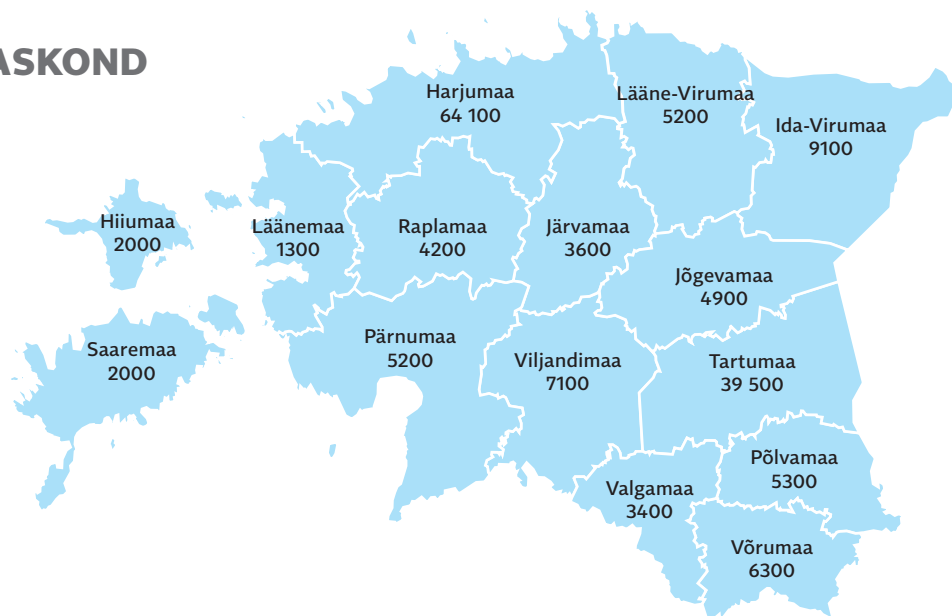 ASKOND
Harjumaa
64 100
Lääne-Virumaa
5200
Ida-Virumaa
9100
Hiiumaa
2000
Läänemaa
1300
Raplamaa
4200
Järvamaa
3600
Jõgevamaa
4900
Saaremaa
2000
Pärnumaa
5200
Viljandimaa
7100
Tartumaa
39 500
Põlvamaa
5300
Valgamaa
3400
Võrumaa
6300